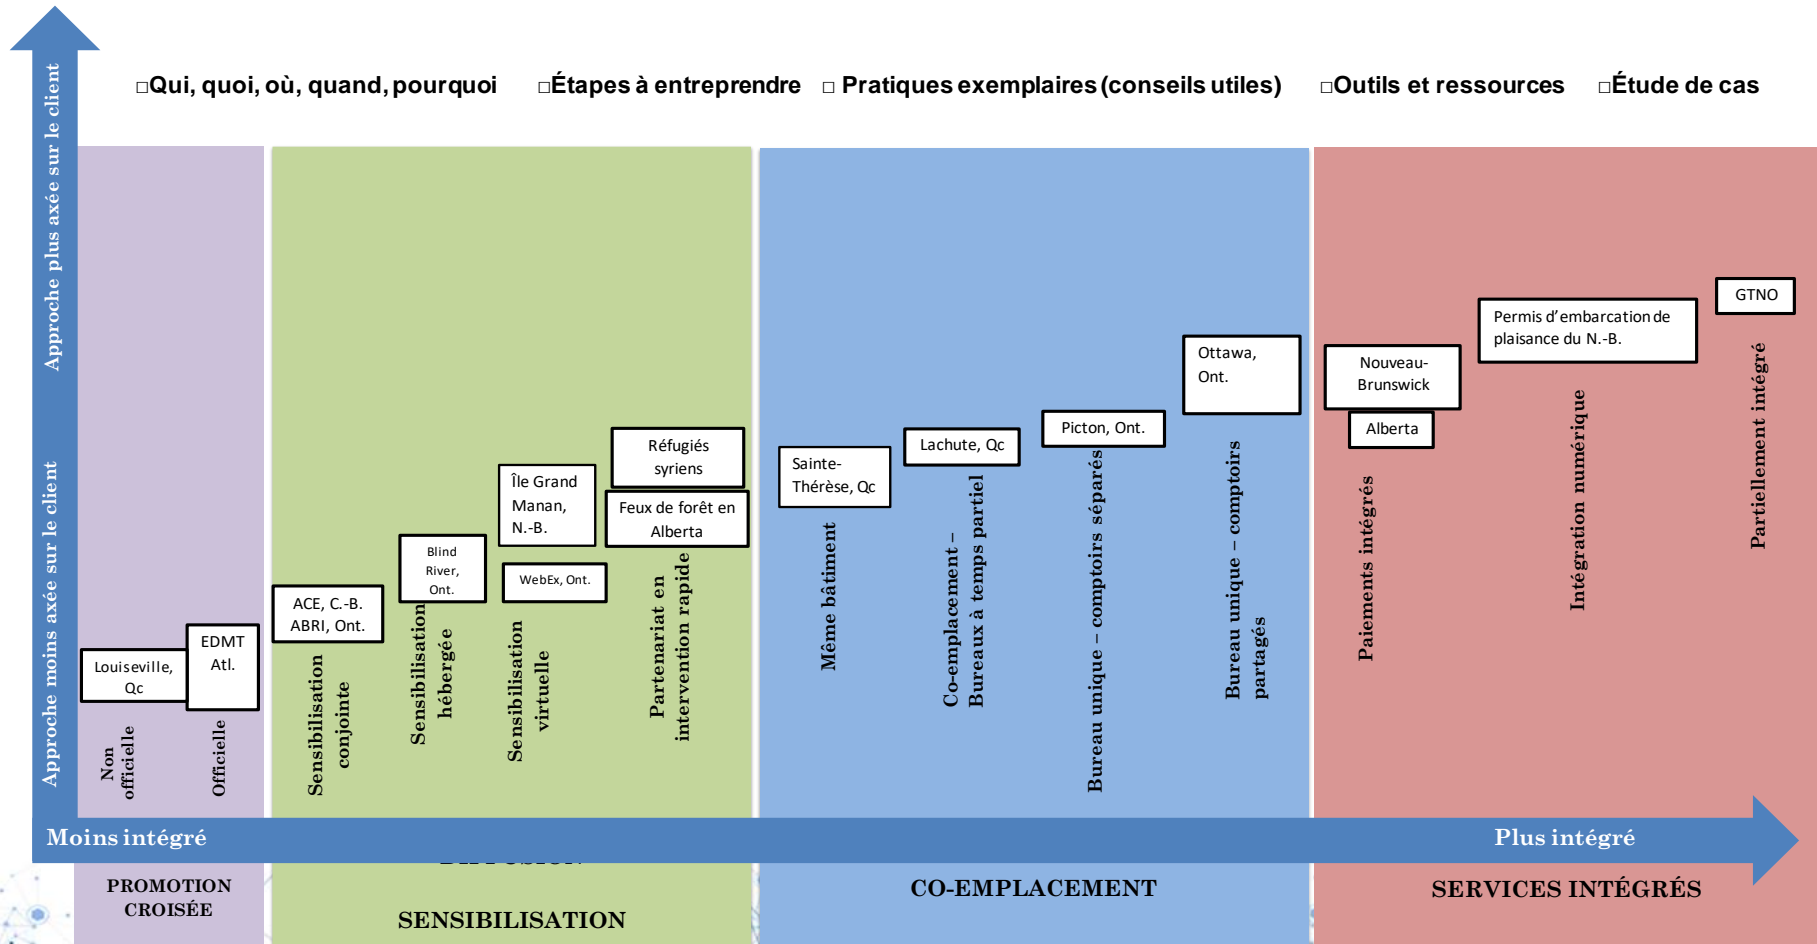 □Qui, quoi, où, quand, pourquoi □Étapes à entreprendre □ Pratiques exemplaires (conseils utiles) □Outils et ressources □Étude de cas
Approche plus axée sur le client
Approche moins axée sur le client
Louiseville,
Qc
Non
officielle
EDMT
Atl.
Officielle
ACE, C.-B.
ABRI, Ont.
Sensibilisation
conjointe
Blind
River,
Ont.
Sensibilisation
hébergée
Île Grand
Manan,
N.-B.
WebEx, Ont.
Sensibilisation
virtuelle
Réfugiés
syriens
Feux de forêt en
Alberta
Partenariat en
intervention rapide
Sainte-
Thérèse, Qc
Même bâtiment
Lachute, Qc
Co-emplacement –
Bureaux à temps partiel
Picton, Ont.
Bureau unique – comptoirs séparés
Ottawa,
Ont.
Bureau unique – comptoirs
partagés
Nouveau-
Brunswick
Alberta
Paiements intégrés
Permis d'embarcation de
plaisance du N.-B.
Intégration numérique
GTNO
Partiellement intégré
Moins intégré
Plus intégré
PROMOTION
CROISÉE
SENSIBILISATION
CO-EMPLACEMENT
SERVICES INTÉGRÉS